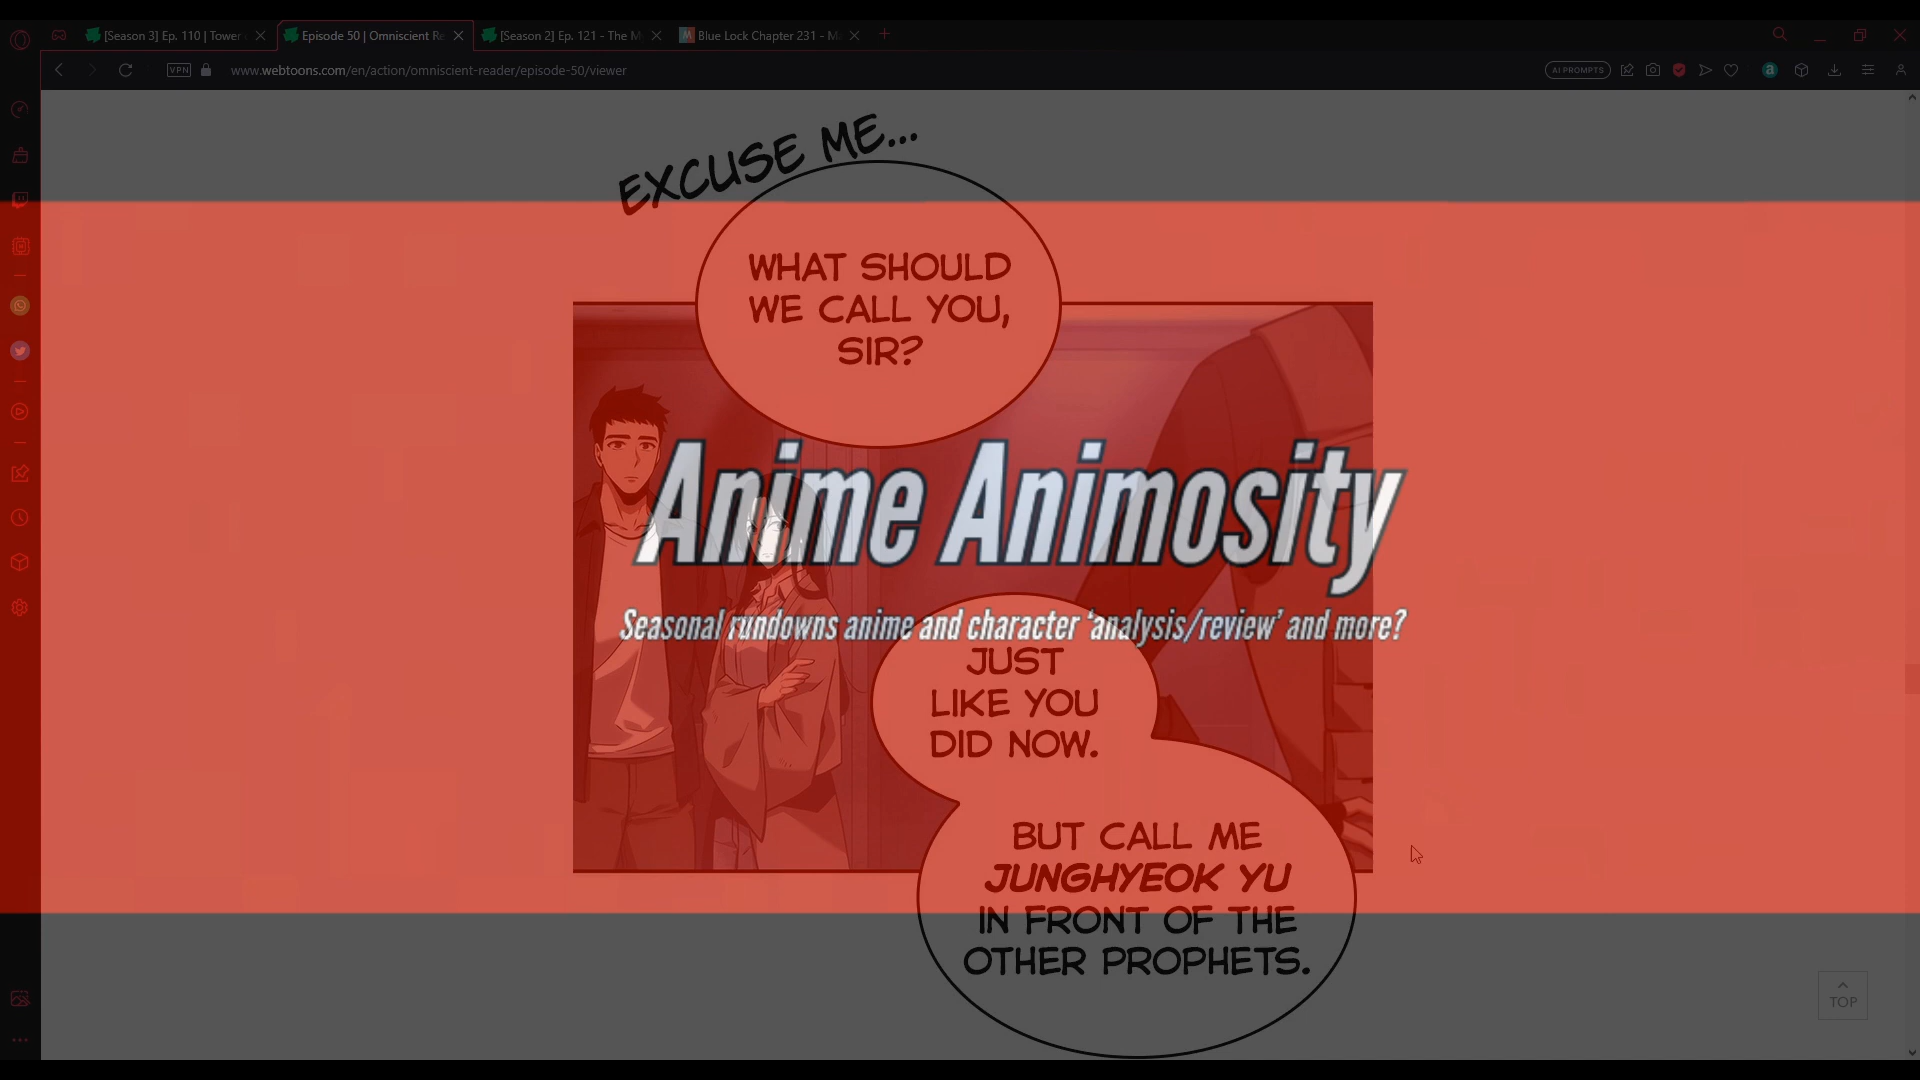 [Season 3] Ep. 110 | Tower
Episode 50 | Omniscient Re
[Season 2] Ep. 121 - The M
Blue Lock Chapter 231 - M
VPN
www.webtoons.com/en/action/omniscient-reader/episode-50/viewer
AI PROMPTS
EXCUSE ME...
WHAT SHOULD
WE CALL YOU,
SIR?
Anime Animosity
Seasonal rundowns anime and character 'analysis/review' and more?
JUST
LIKE YOU
DID NOW.
BUT CALL ME
JUNGHYEOK YU
IN FRONT OF THE
OTHER PROPHETS.
TOP